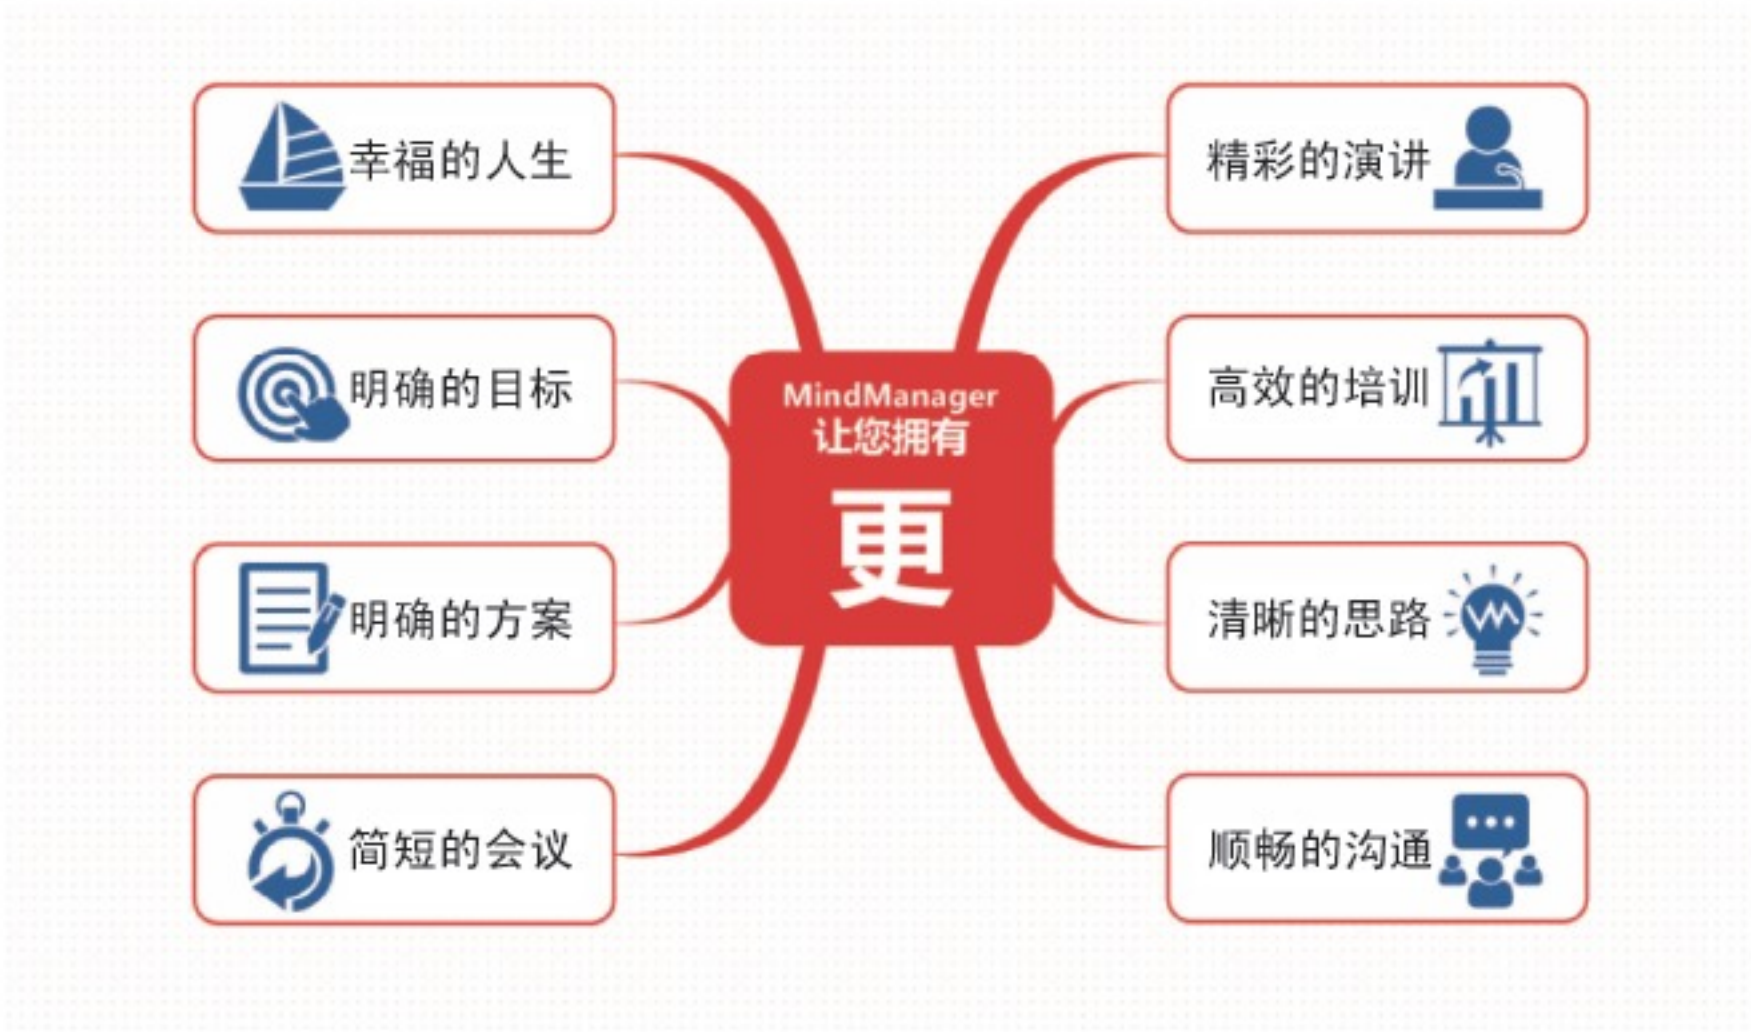 幸福的人生
明确的目标
明确的方案
简短的会议
MindManager
让您拥有
更
精彩的演讲
高效的培训
清晰的思路
顺畅的沟通